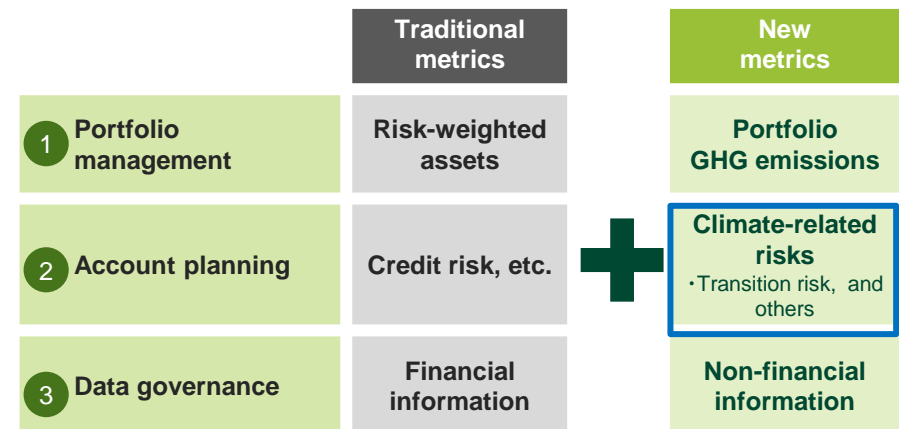 Traditional
metrics
New
metrics
1
Portfolio
management
Risk-weighted
assets
Portfolio
GHG emissions
2
Account planning
Credit risk, etc.
Climate-related
risks
・Transition risk, and
others
3
Data governance
Financial
information
Non-financial
information